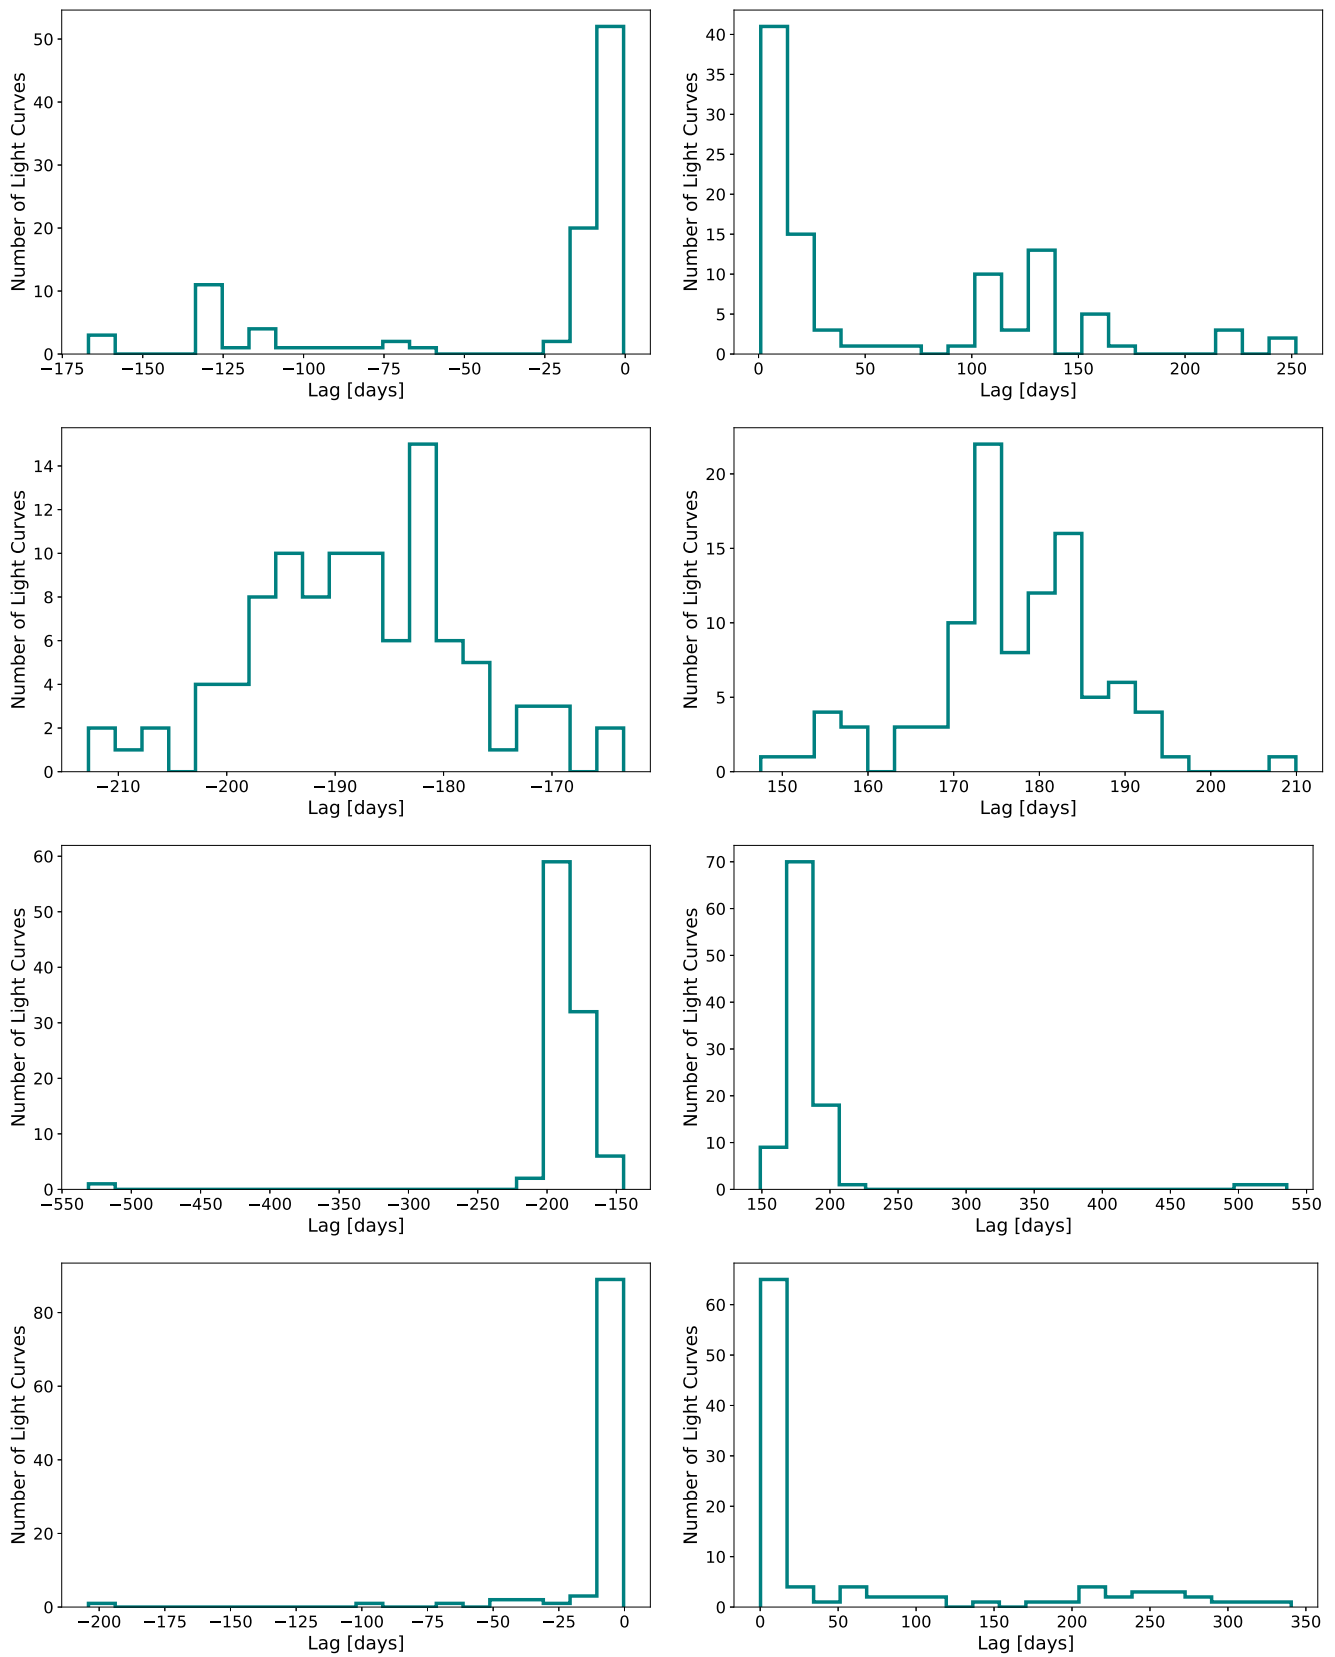 50
40
30
20
10
0
−175 −150 −125 −100 −75 −50 −25 0
Number of Light Curves
Lag [days]
40
35
30
25
20
15
10
5
0
0 50 100 150 200 250
Number of Light Curves
Lag [days]
14
12
10
8
6
4
2
0
−210 −200 −190 −180 −170
Number of Light Curves
Lag [days]
20
15
10
5
0
150 160 170 180 190 200 210
Number of Light Curves
Lag [days]
60
50
40
30
20
10
0
−550 −500 −450 −400 −350 −300 −250 −200 −150
Number of Light Curves
Lag [days]
70
60
50
40
30
20
10
0
150 200 250 300 350 400 450 500 550
Number of Light Curves
Lag [days]
80
60
40
20
0
−200 −175 −150 −125 −100 −75 −50 −25 0
Number of Light Curves
Lag [days]
60
50
40
30
20
10
0
0 50 100 150 200 250 300 350
Number of Light Curves
Lag [days]